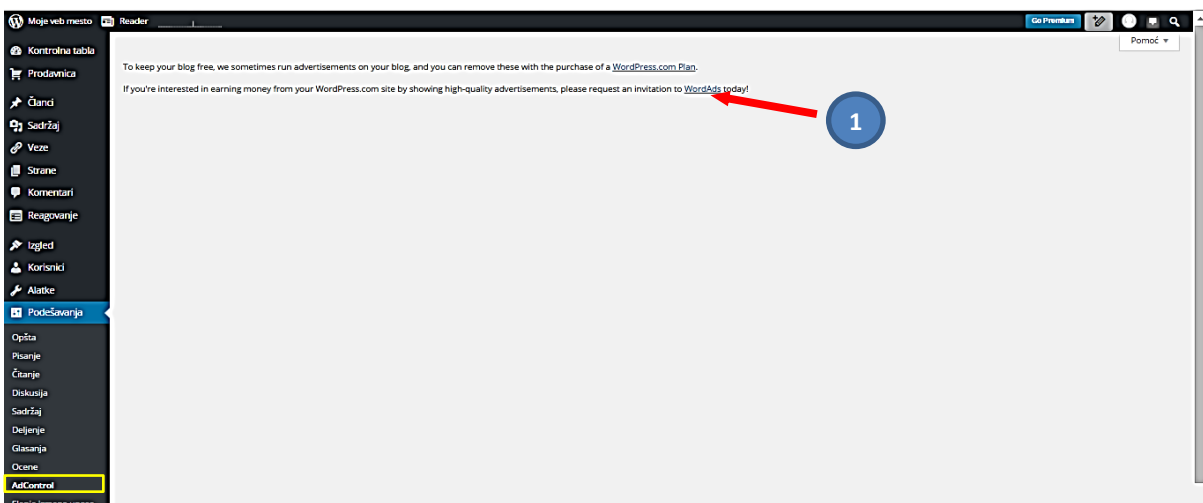 Moje veb mesto Reader Go Premium
Pomoć
Kontrolna tabla
Prodavnica
Članci
Sadržaj
Veze
Strane
Komentari
Reagovanje
Izgled
Korisnici
Alatke
Podešavanja
Opšta
Pisanje
Čitanje
Diskusija
Sadržaj
Deljenje
Glasanja
Ocene
AdControl
To keep your blog free, we sometimes run advertisements on your blog, and you can remove these with the purchase of a WordPress.com Plan.
If you're interested in earning money from your WordPress.com site by showing high-quality advertisements, please request an invitation to WordAds today!
1